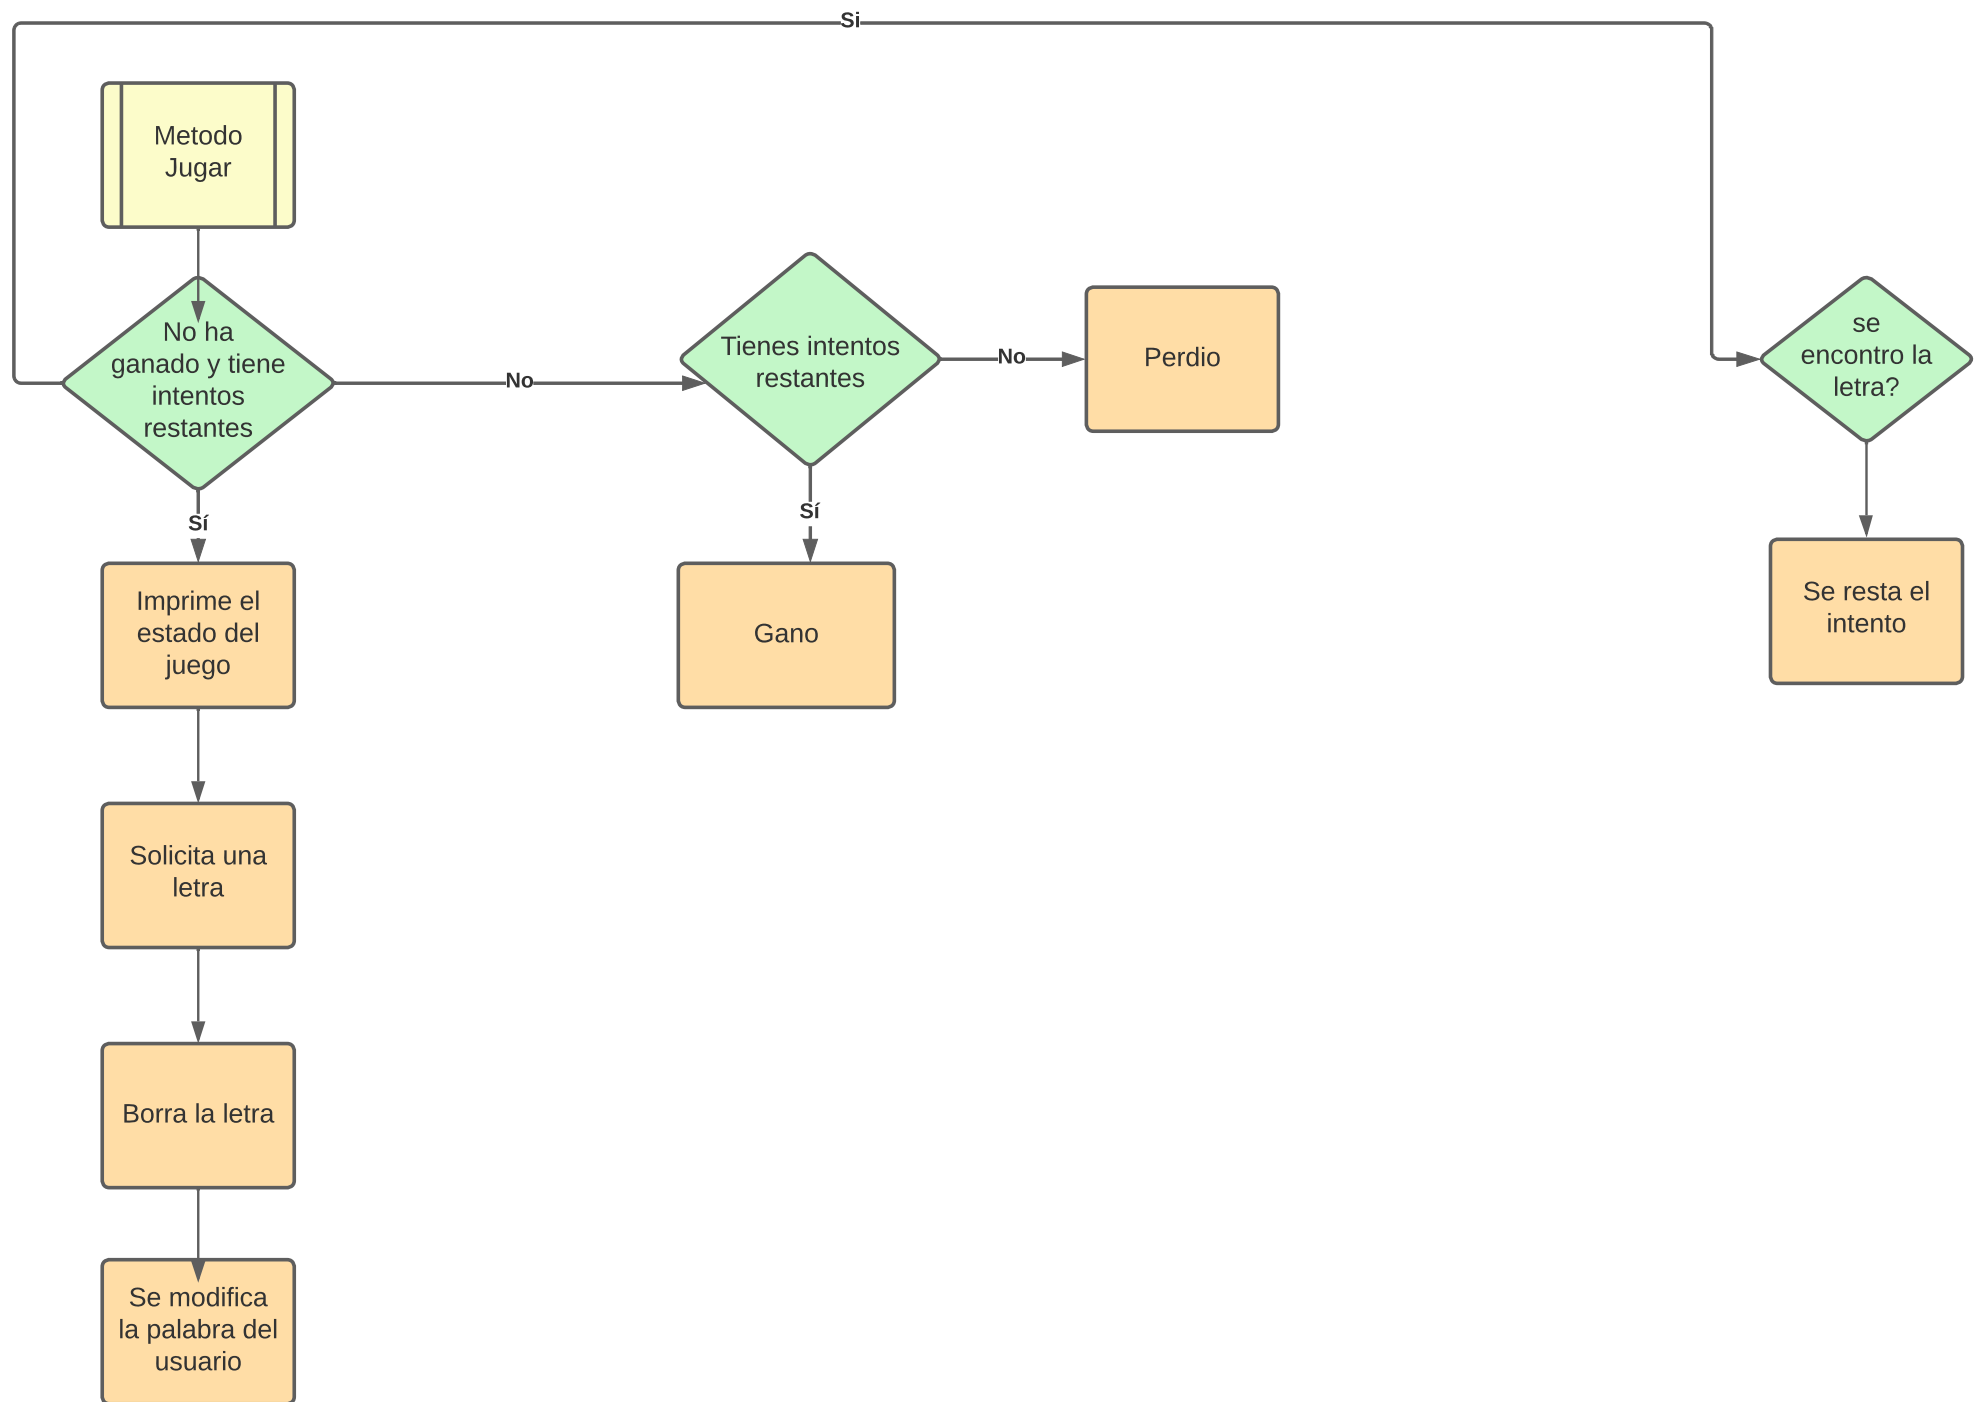 Si
Metodo
Jugar
No ha
ganado y tiene
intentos
restantes
No
Tienes intentos
restantes
No
Perdio
se
encontro la
letra?
Sí
Sí
Imprime el
estado del
juego
Gano
Se resta el
intento
Solicita una
letra
Borra la letra
Se modifica
la palabra del
usuario